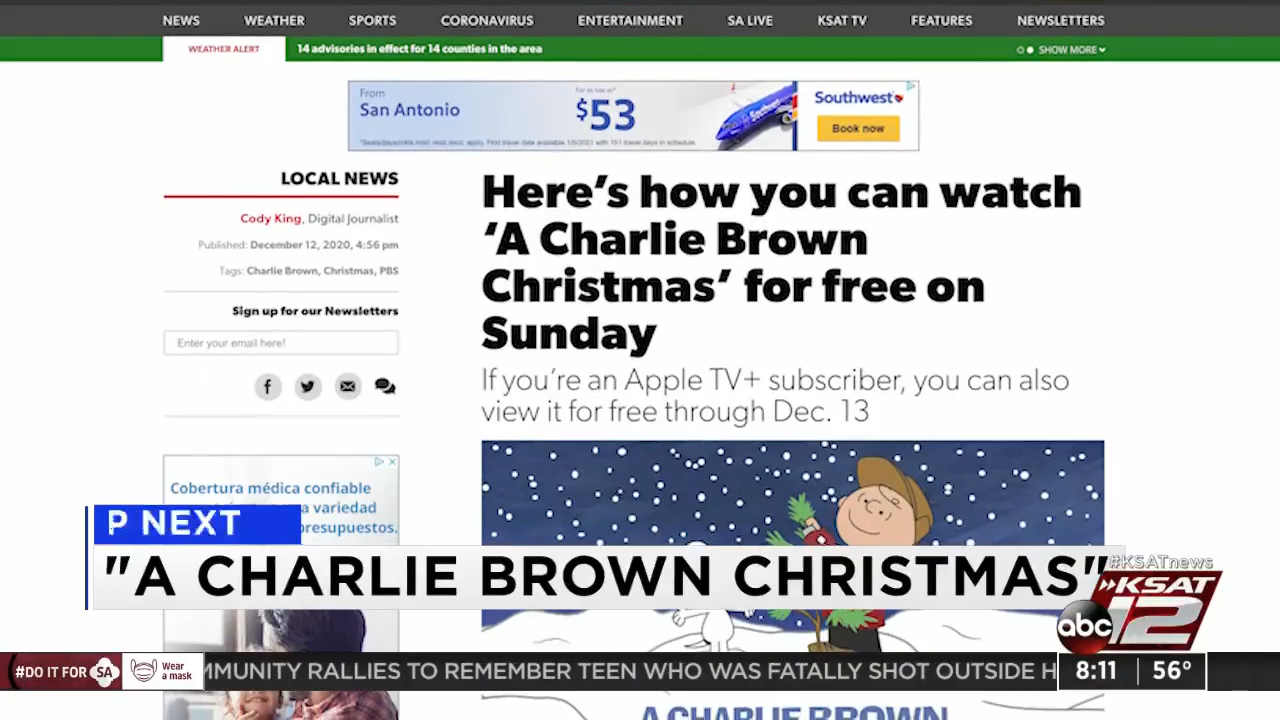 NEWS WEATHER SPORTS CORONAVIRUS ENTERTAINMENT SA LIVE KSAT TV FEATURES NEWSLETTERS
WEATHER ALERT 14 advisories in effect for 14 counties in the area SHOW MORE
From
San Antonio
For as low as*
$53
Southwest
Book now
LOCAL NEWS
Cody King, Digital Journalist
Published: December 12, 2020, 4:56 pm
Tags: Charlie Brown, Christmas, PBS
Sign up for our Newsletters
Enter your email here!
Here's how you can watch
'A Charlie Brown
Christmas' for free on
Sunday
If you're an Apple TV+ subscriber, you can also
view it for free through Dec. 13
Cobertura médica confiable
a variedad
presupuestos.
P NEXT
"A CHARLIE BROWN CHRISTMAS"
#KSATnews
KSAT
abc 12
#DO IT FOR SA
Wear
a mask
MMUNITY RALLIES TO REMEMBER TEEN WHO WAS FATALLY SHOT OUTSIDE H
8:11 56°
A CHARLIE BROWN